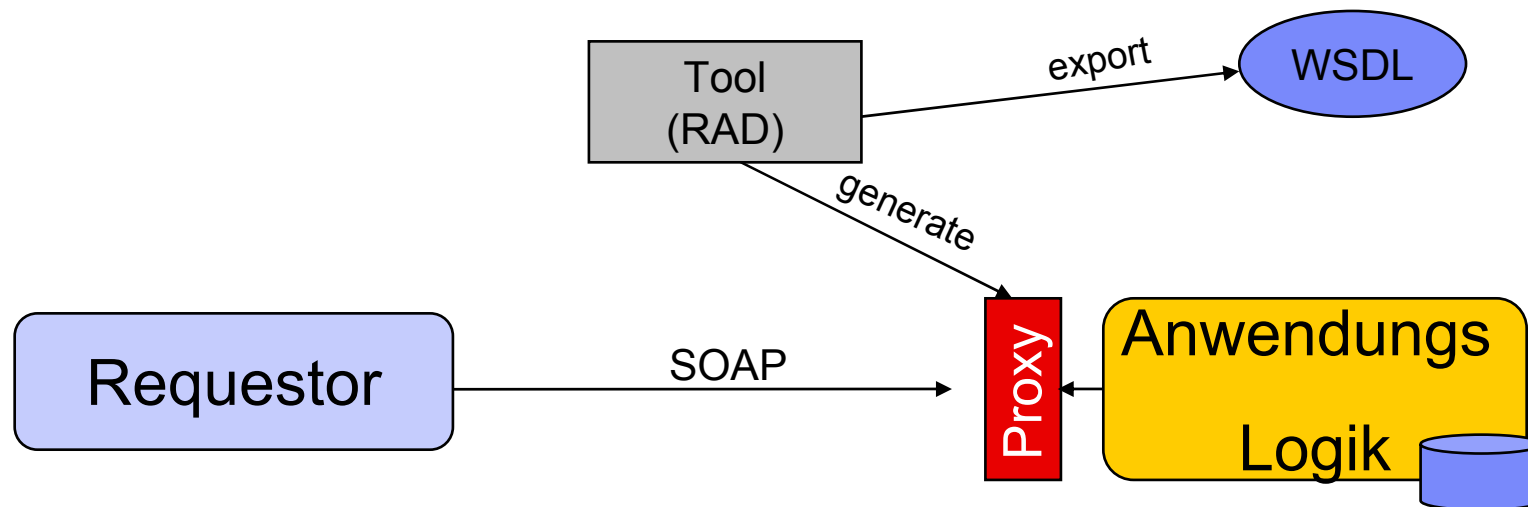 Tool
(RAD)
export
WSDL
generate
Requestor
SOAP
Proxy
Anwendungs
Logik